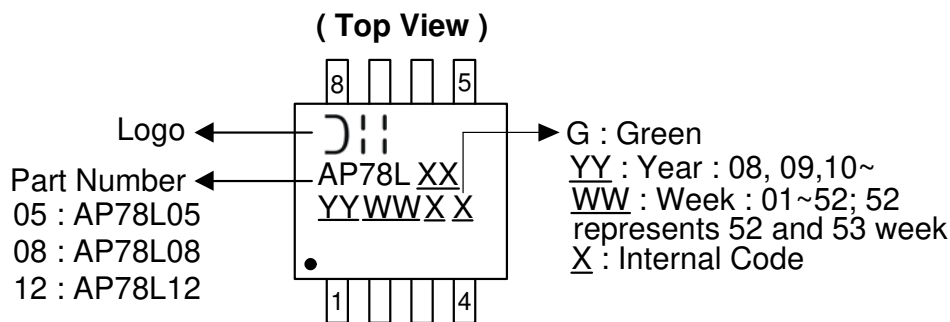 ( Top View )
8 5
Logo
AP78L XX
YY WW X X
Part Number
05 : AP78L05
08 : AP78L08
12 : AP78L12
G : Green
YY : Year : 08, 09,10~
WW : Week : 01~52; 52
represents 52 and 53 week
X : Internal Code
1 4